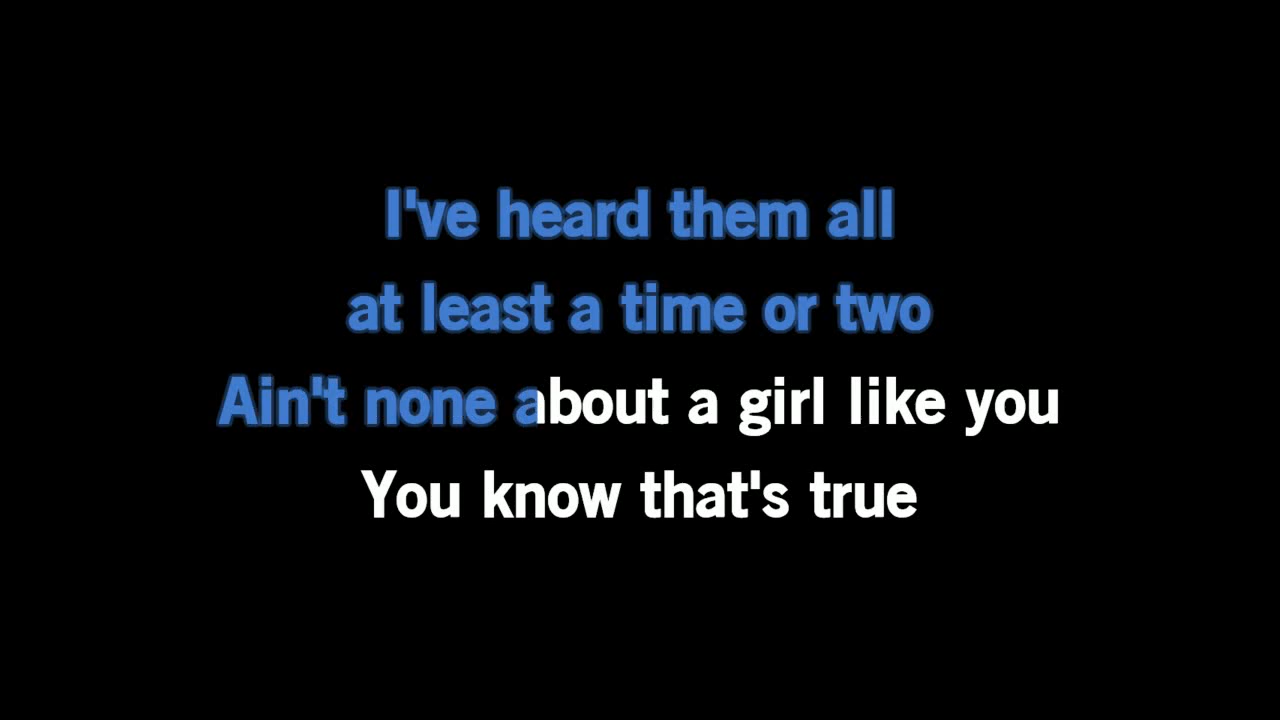 I've heard them all
at least a time or two
Ain't none about a girl like you
You know that's true